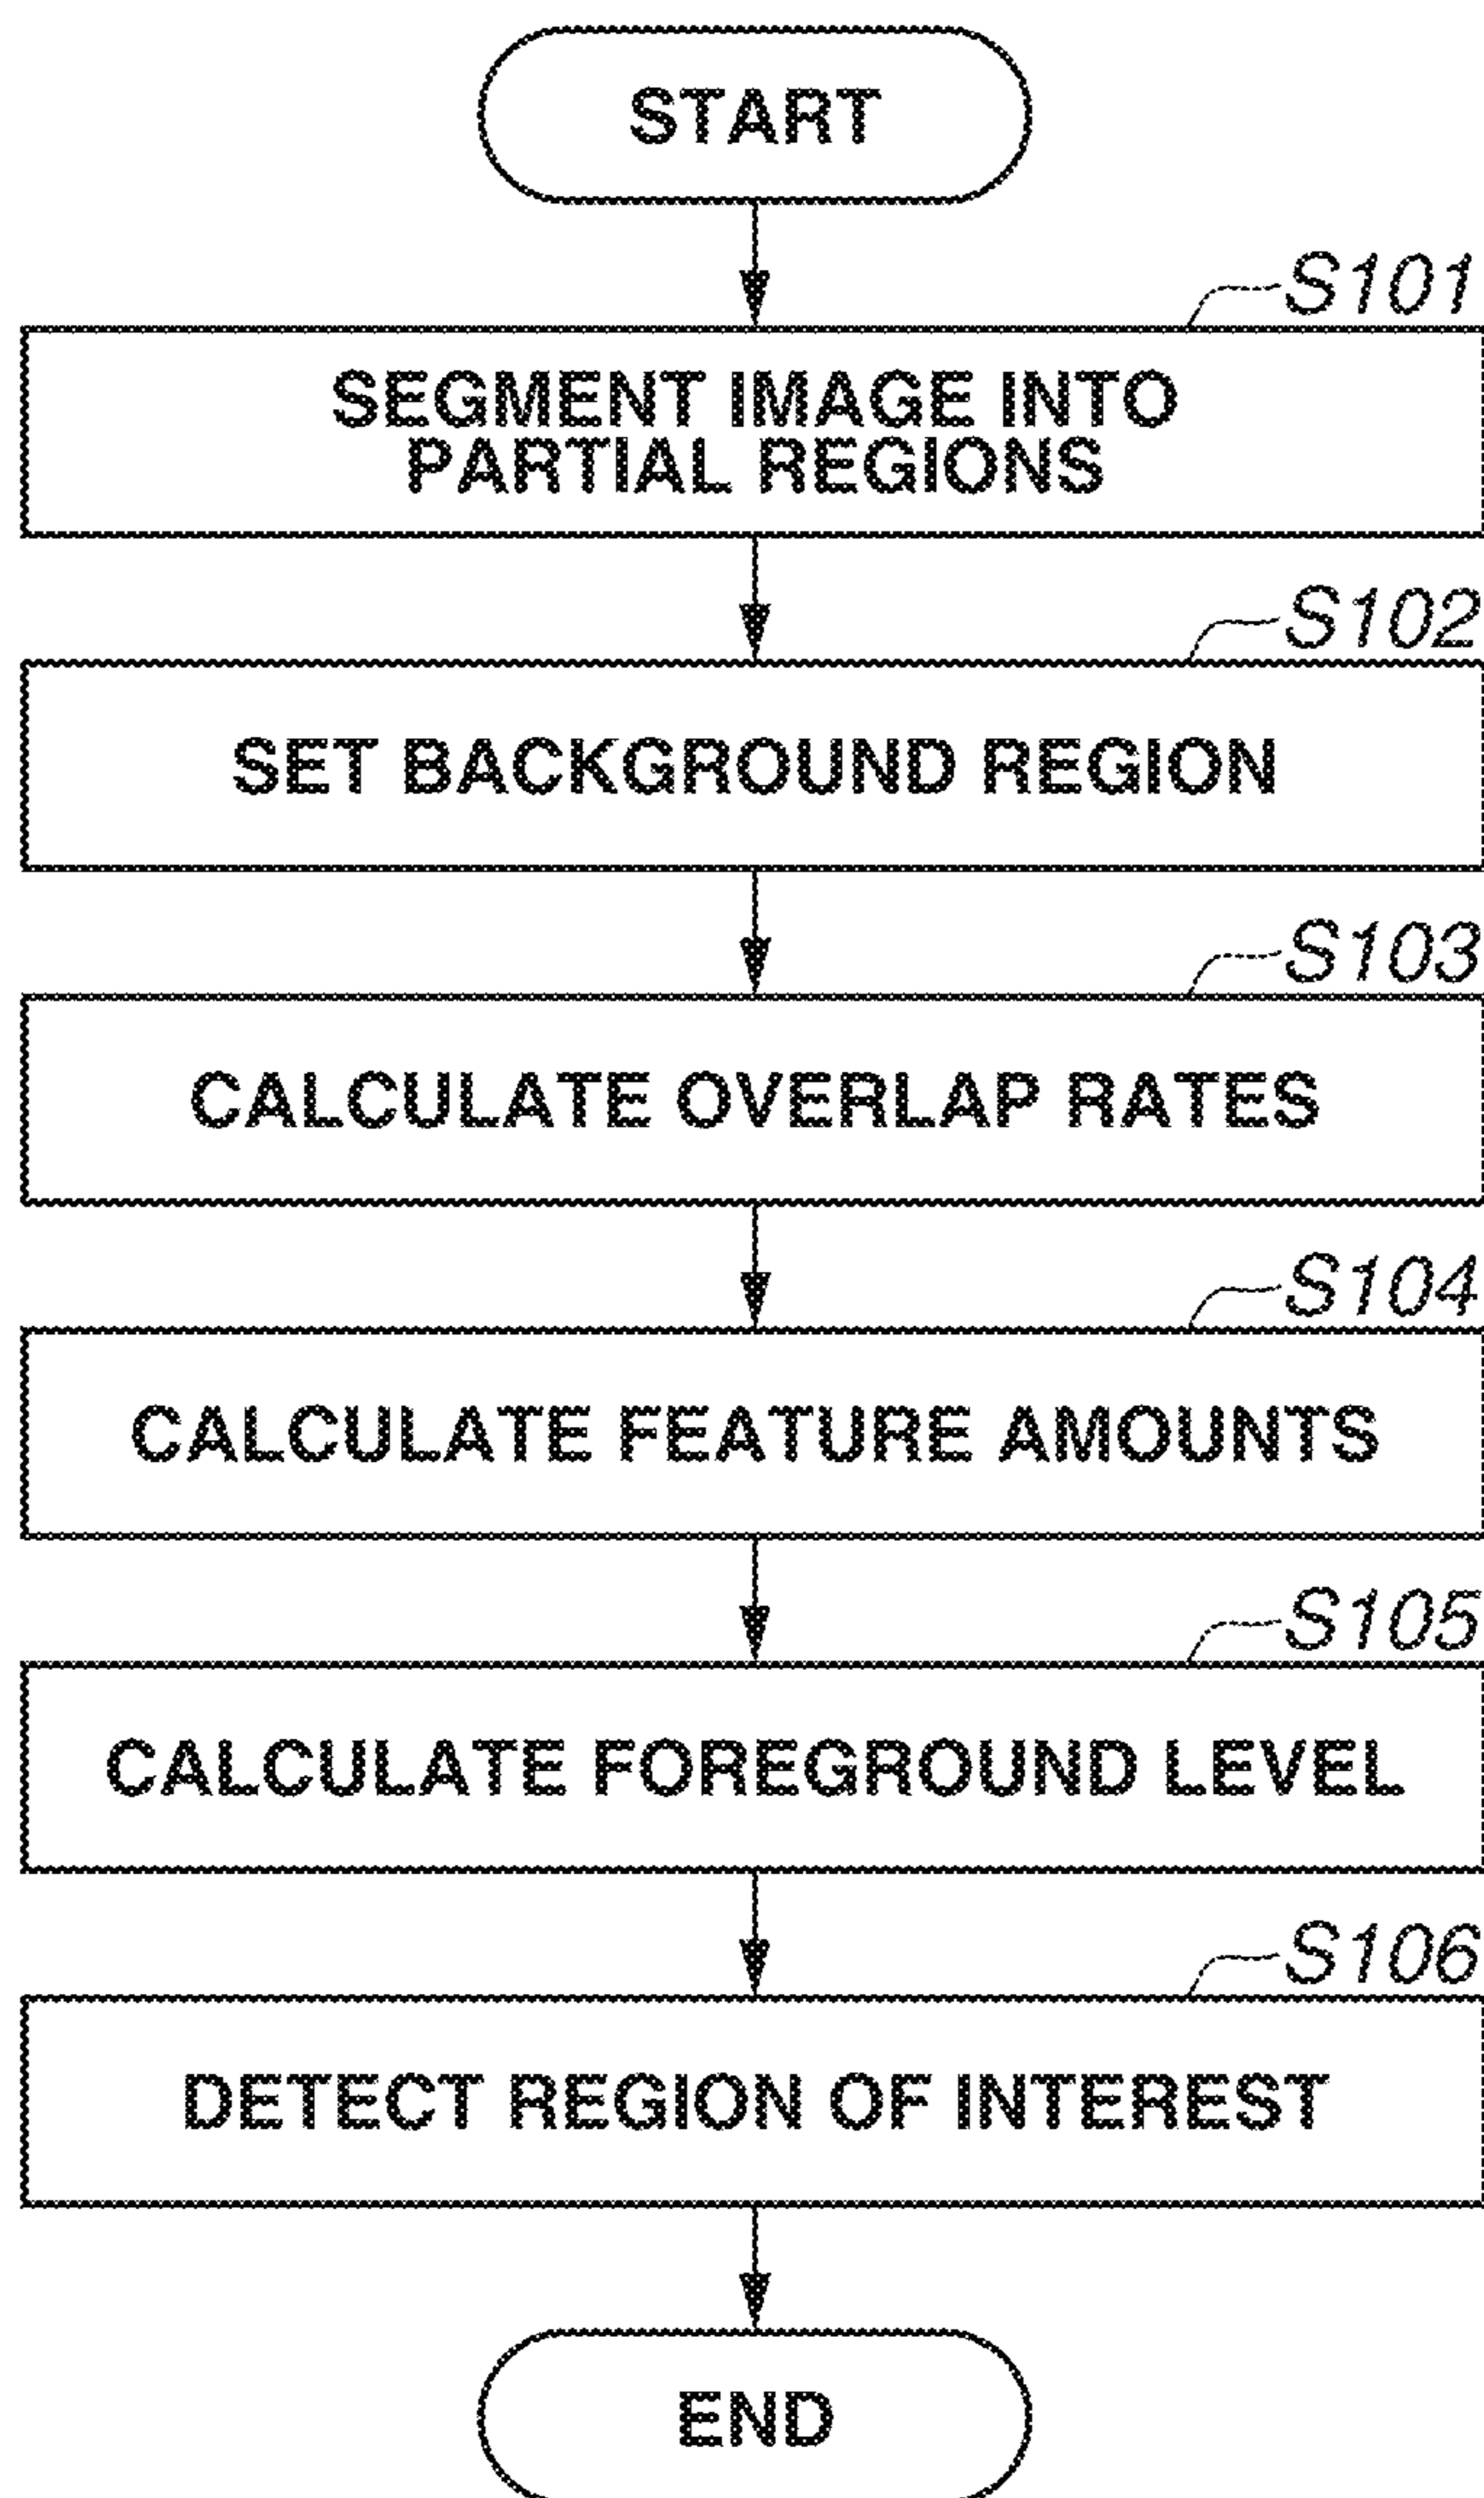 START
S101
SEGMENT IMAGE INTO
PARTIAL REGIONS
S102
SET BACKGROUND REGION
S103
CALCULATE OVERLAP RATES
S104
CALCULATE FEATURE AMOUNTS
S105
CALCULATE FOREGROUND LEVEL
S106
DETECT REGION OF INTEREST
END